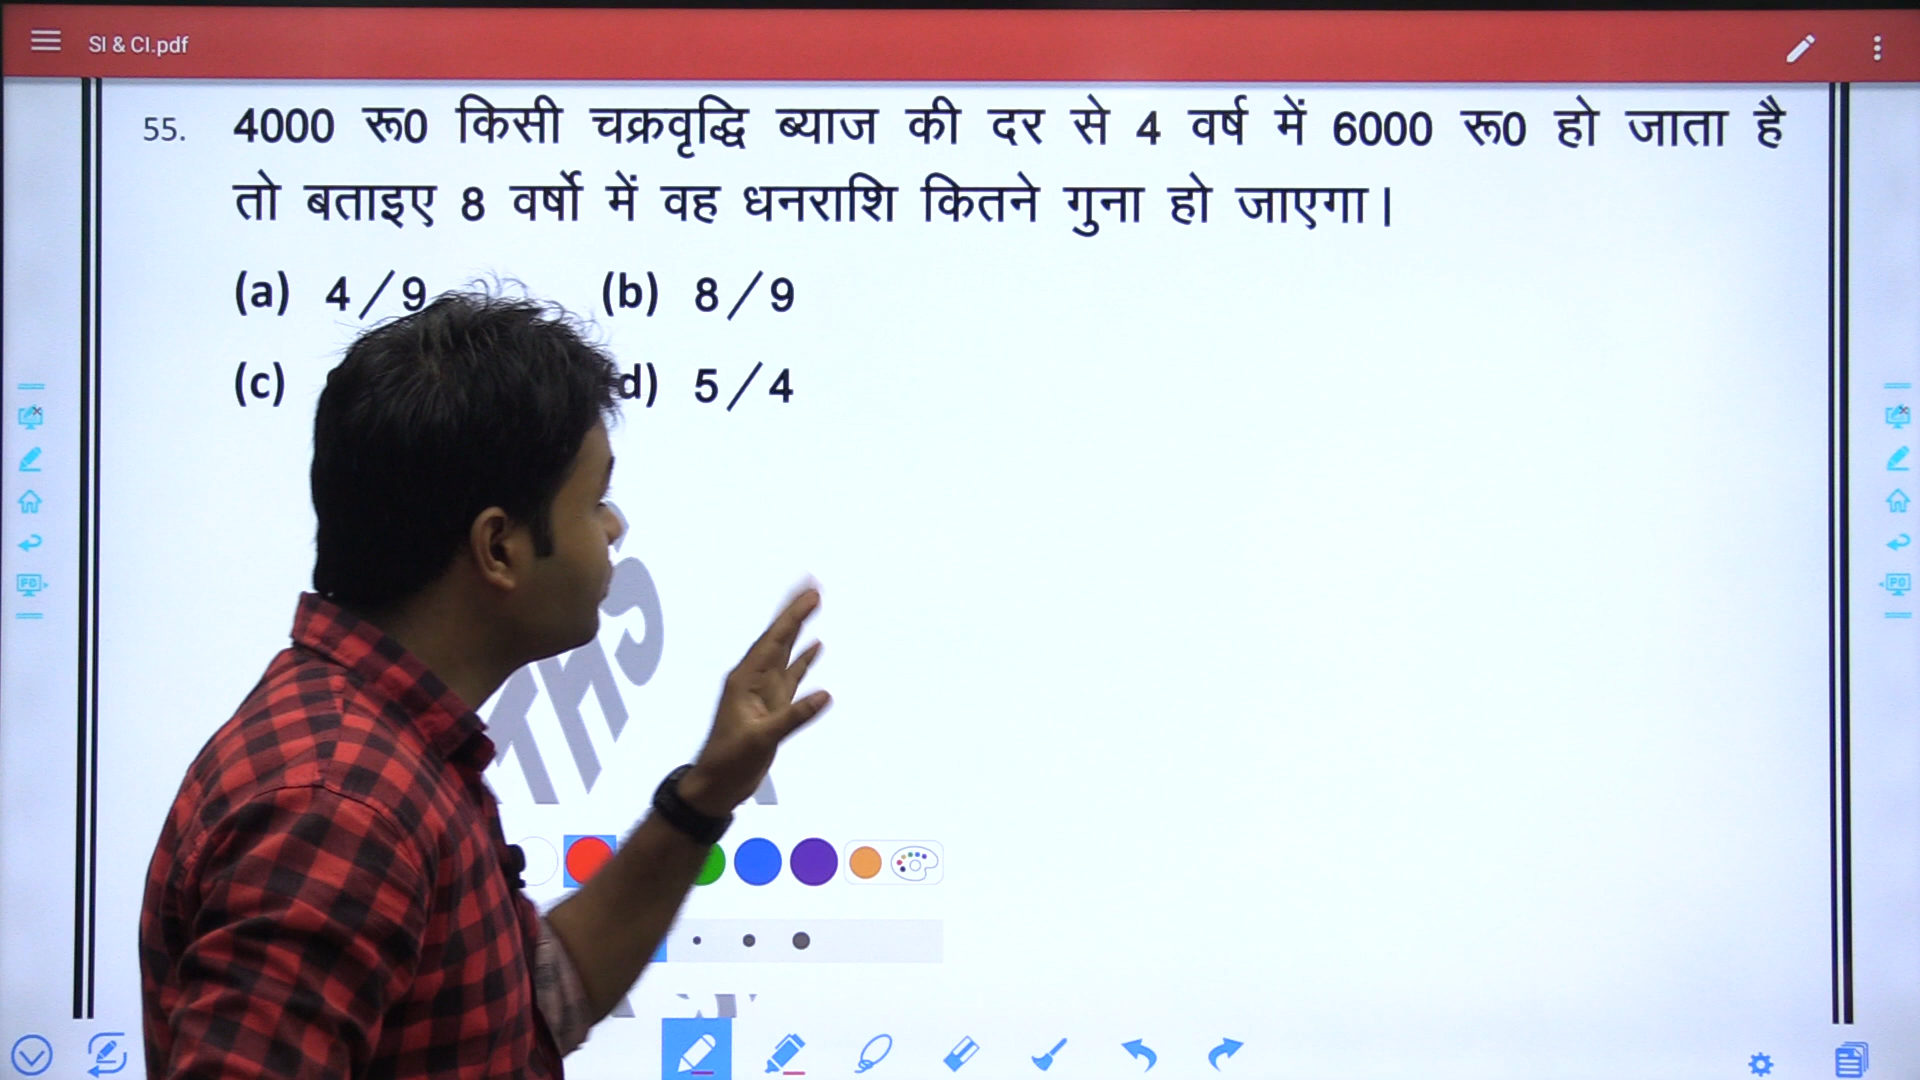 SI & CI.pdf
55. 4000 रू0 किसी चक्रवृद्धि ब्याज की दर से 4 वर्ष में 6000 रू0 हो जाता है
तो बताइए 8 वर्षो में वह धनराशि कितने गुना हो जाएगा।
(a) 4/9 (b) 8/9
(c) d) 5/4
THS